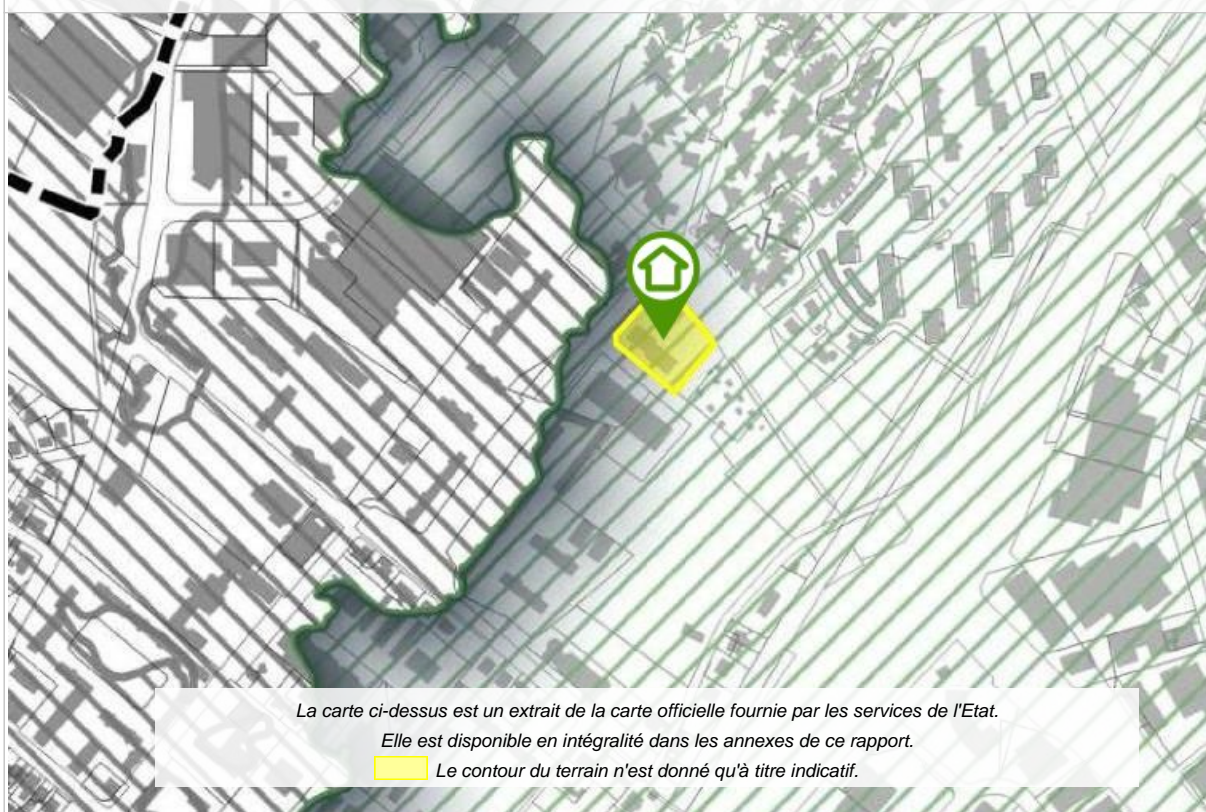 La carte ci-dessus est un extrait de la carte officielle fournie par les services de l'Etat.
Elle est disponible en intégralité dans les annexes de ce rapport.
Le contour du terrain n'est donné qu'à titre indicatif.